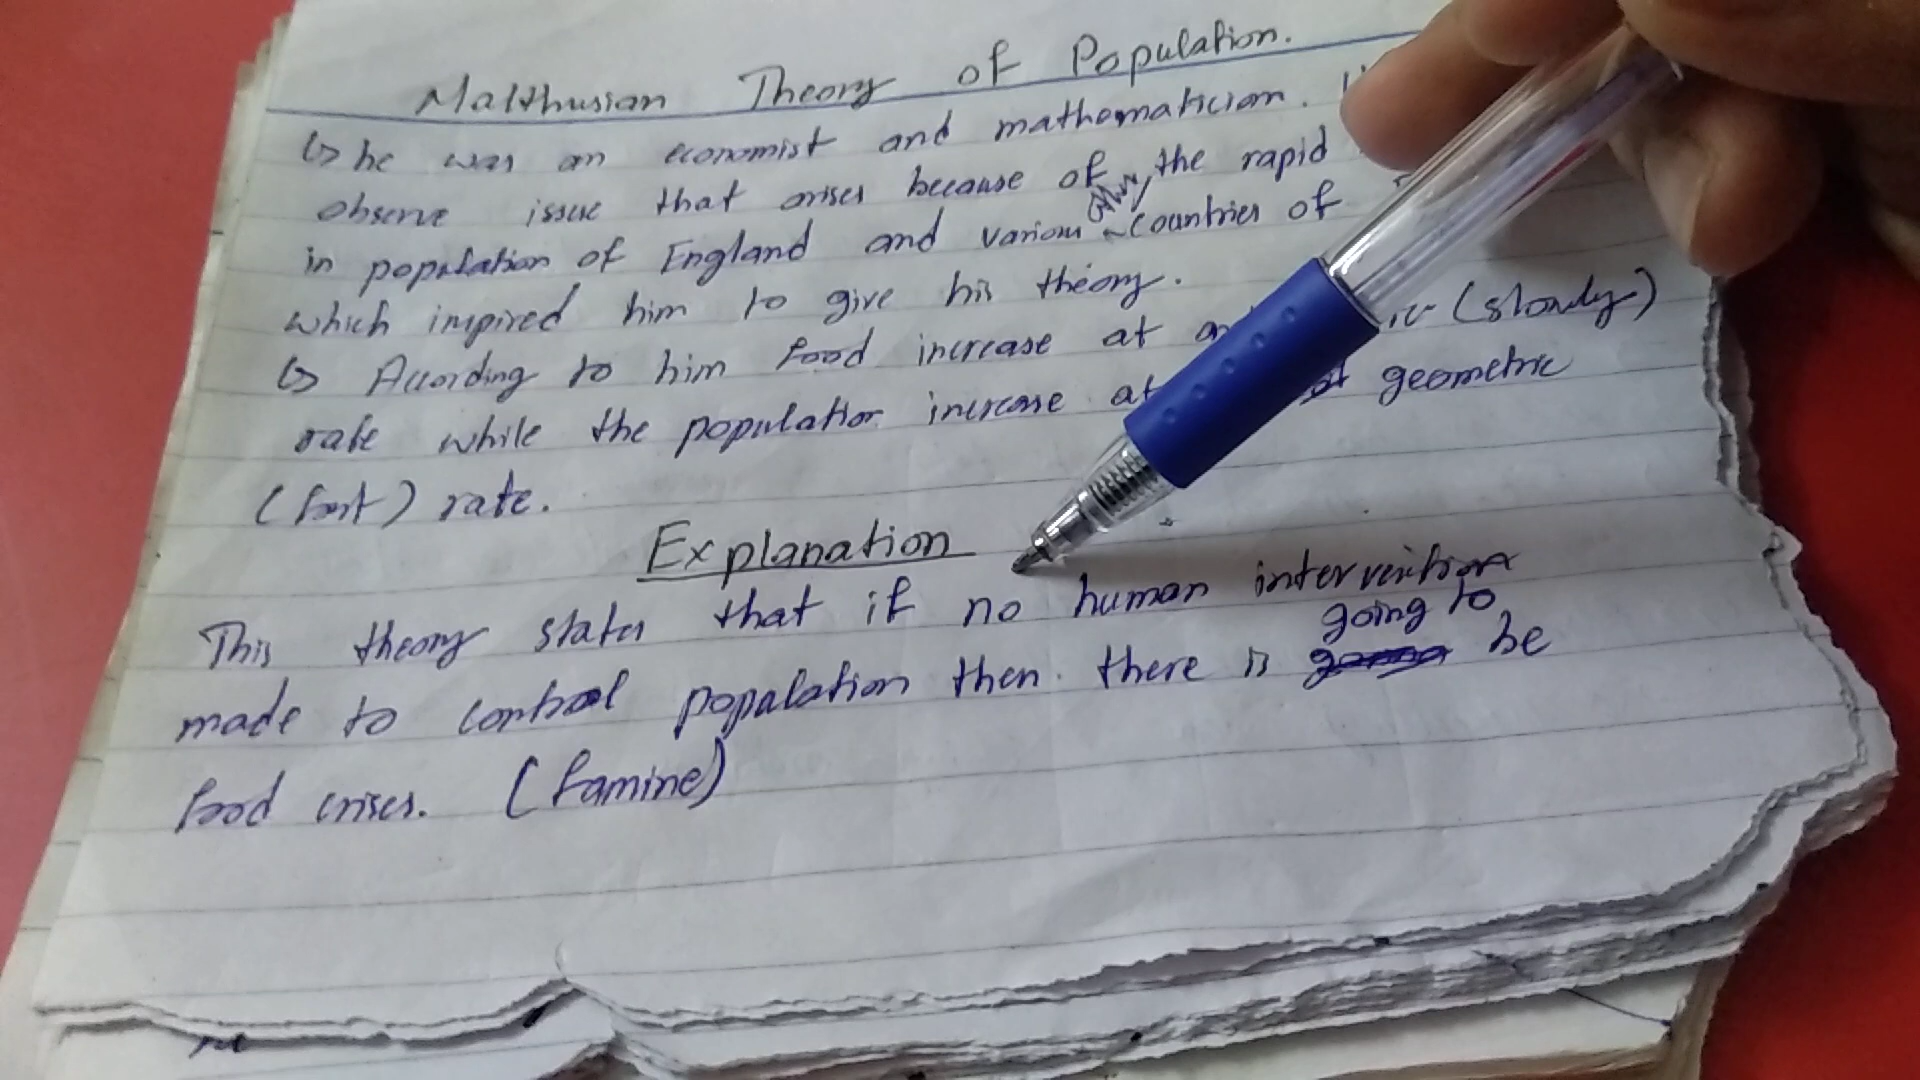 Malthusian Theory of Population.
↳ he was an economist and mathematician.
observe issue that arises because of the rapid
in population of England and various countries of
which inspired him to give his theory.
↳ According to him food increase at (slowly)
rate while the population increase at geometric
(fast) rate.
Explanation
This theory states that if no human intervention
going to
made to control population then there is be
food crises. (famine)